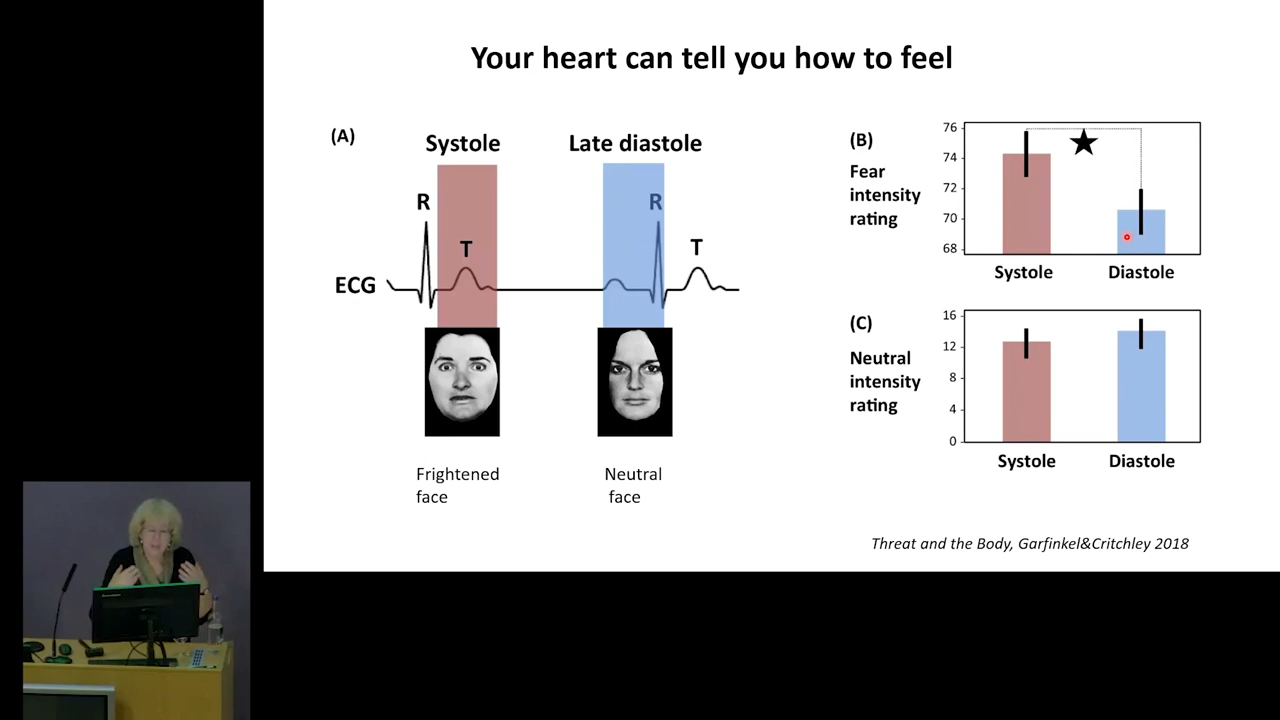 Your heart can tell you how to feel
(A)
Systole
Late diastole
R
T
R
T
ECG
Frightened
face
Neutral
face
(B)
Fear
intensity
rating
76
74
72
70
68
Systole
Diastole
(C)
Neutral
intensity
rating
16
12
8
4
0
Systole
Diastole
Threat and the Body, Garfinkel&Critchley 2018